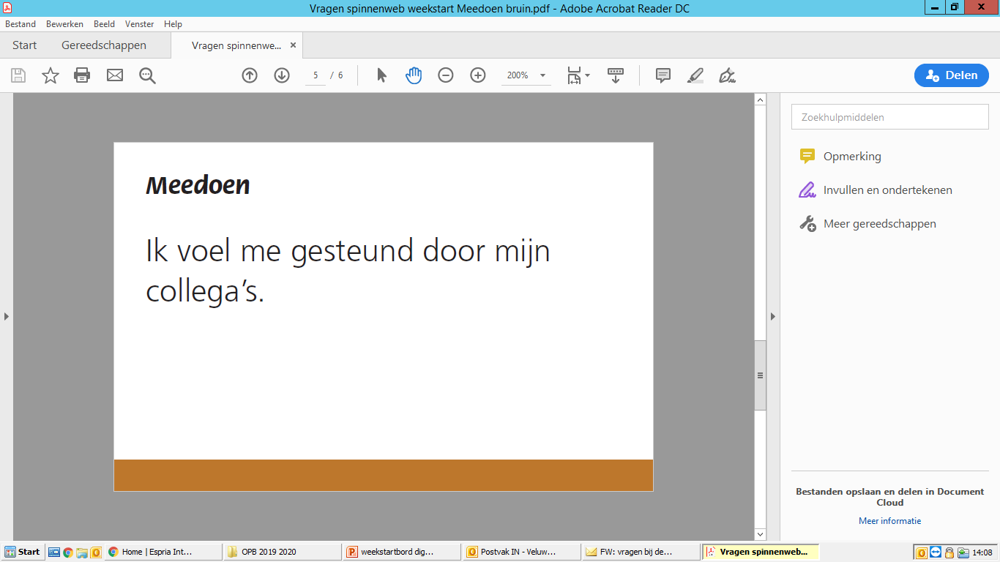 Vragen spinnenweb weekstart Meedoen bruin.pdf - Adobe Acrobat Reader DC
Bestand Bewerken Beeld Venster Help
Start Gereedschappen Vragen spinnenwe... ×
5 / 6 200% Delen
Zoekhulpmiddelen
Opmerking
Invullen en ondertekenen
Meer gereedschappen
Meedoen
Ik voel me gesteund door mijn
collega’s.
Bestanden opslaan en delen in Document
Cloud
Meer informatie
Start Home | Espria Int... OPB 2019 2020 weekstartbord dig... Postvak IN - Veluw... FW: vragen bij de... Vragen spinnenweb... 14:08